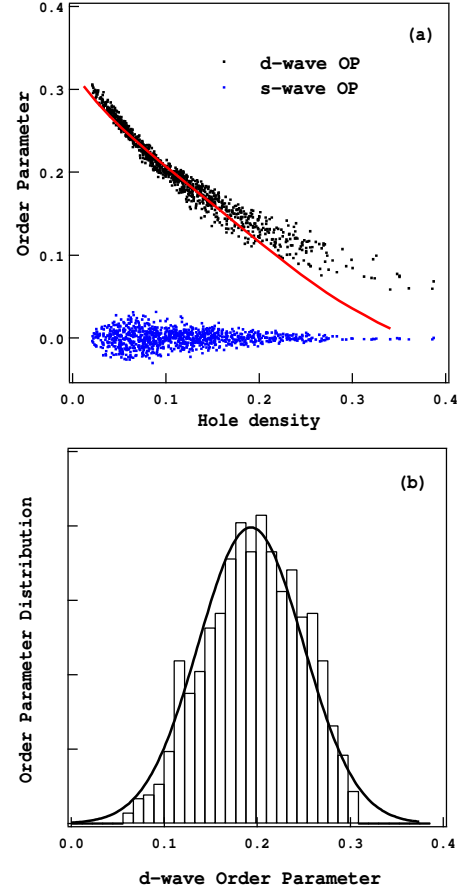 0.4
(a)
d-wave OP
s-wave OP
0.3
0.2
0.1
0.0
Order Parameter
0.0 0.1 0.2 0.3 0.4
Hole density
(b)
Order Parameter Distribution
0.0 0.1 0.2 0.3 0.4
d-wave Order Parameter